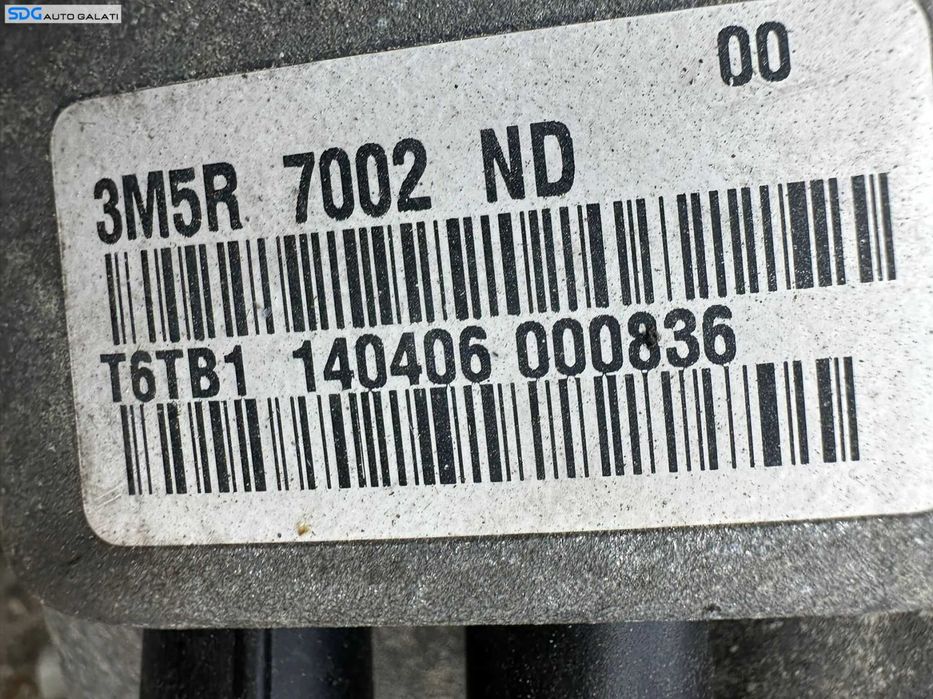 SDG AUTO GALATI
00
3M5R 7002 ND
T6TB1 140406 000836